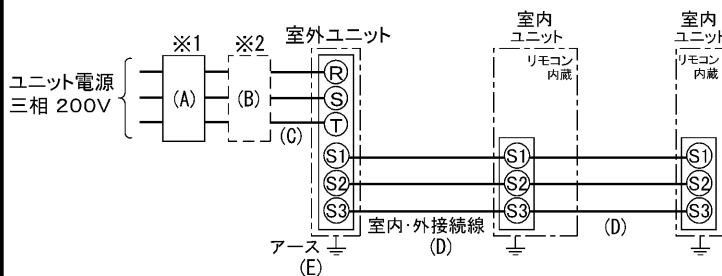 ※1
※2
室外ユニット
室内
ユニット
室内
ユニット
リモコン
内蔵
リモコン
内蔵
ユニット電源
三相 200V
(A)
(B)
(C)
R
S
T
S1
S2
S3
S1
S2
S3
S1
S2
S3
室内・外接続線
(D)
(D)
アース
(E)